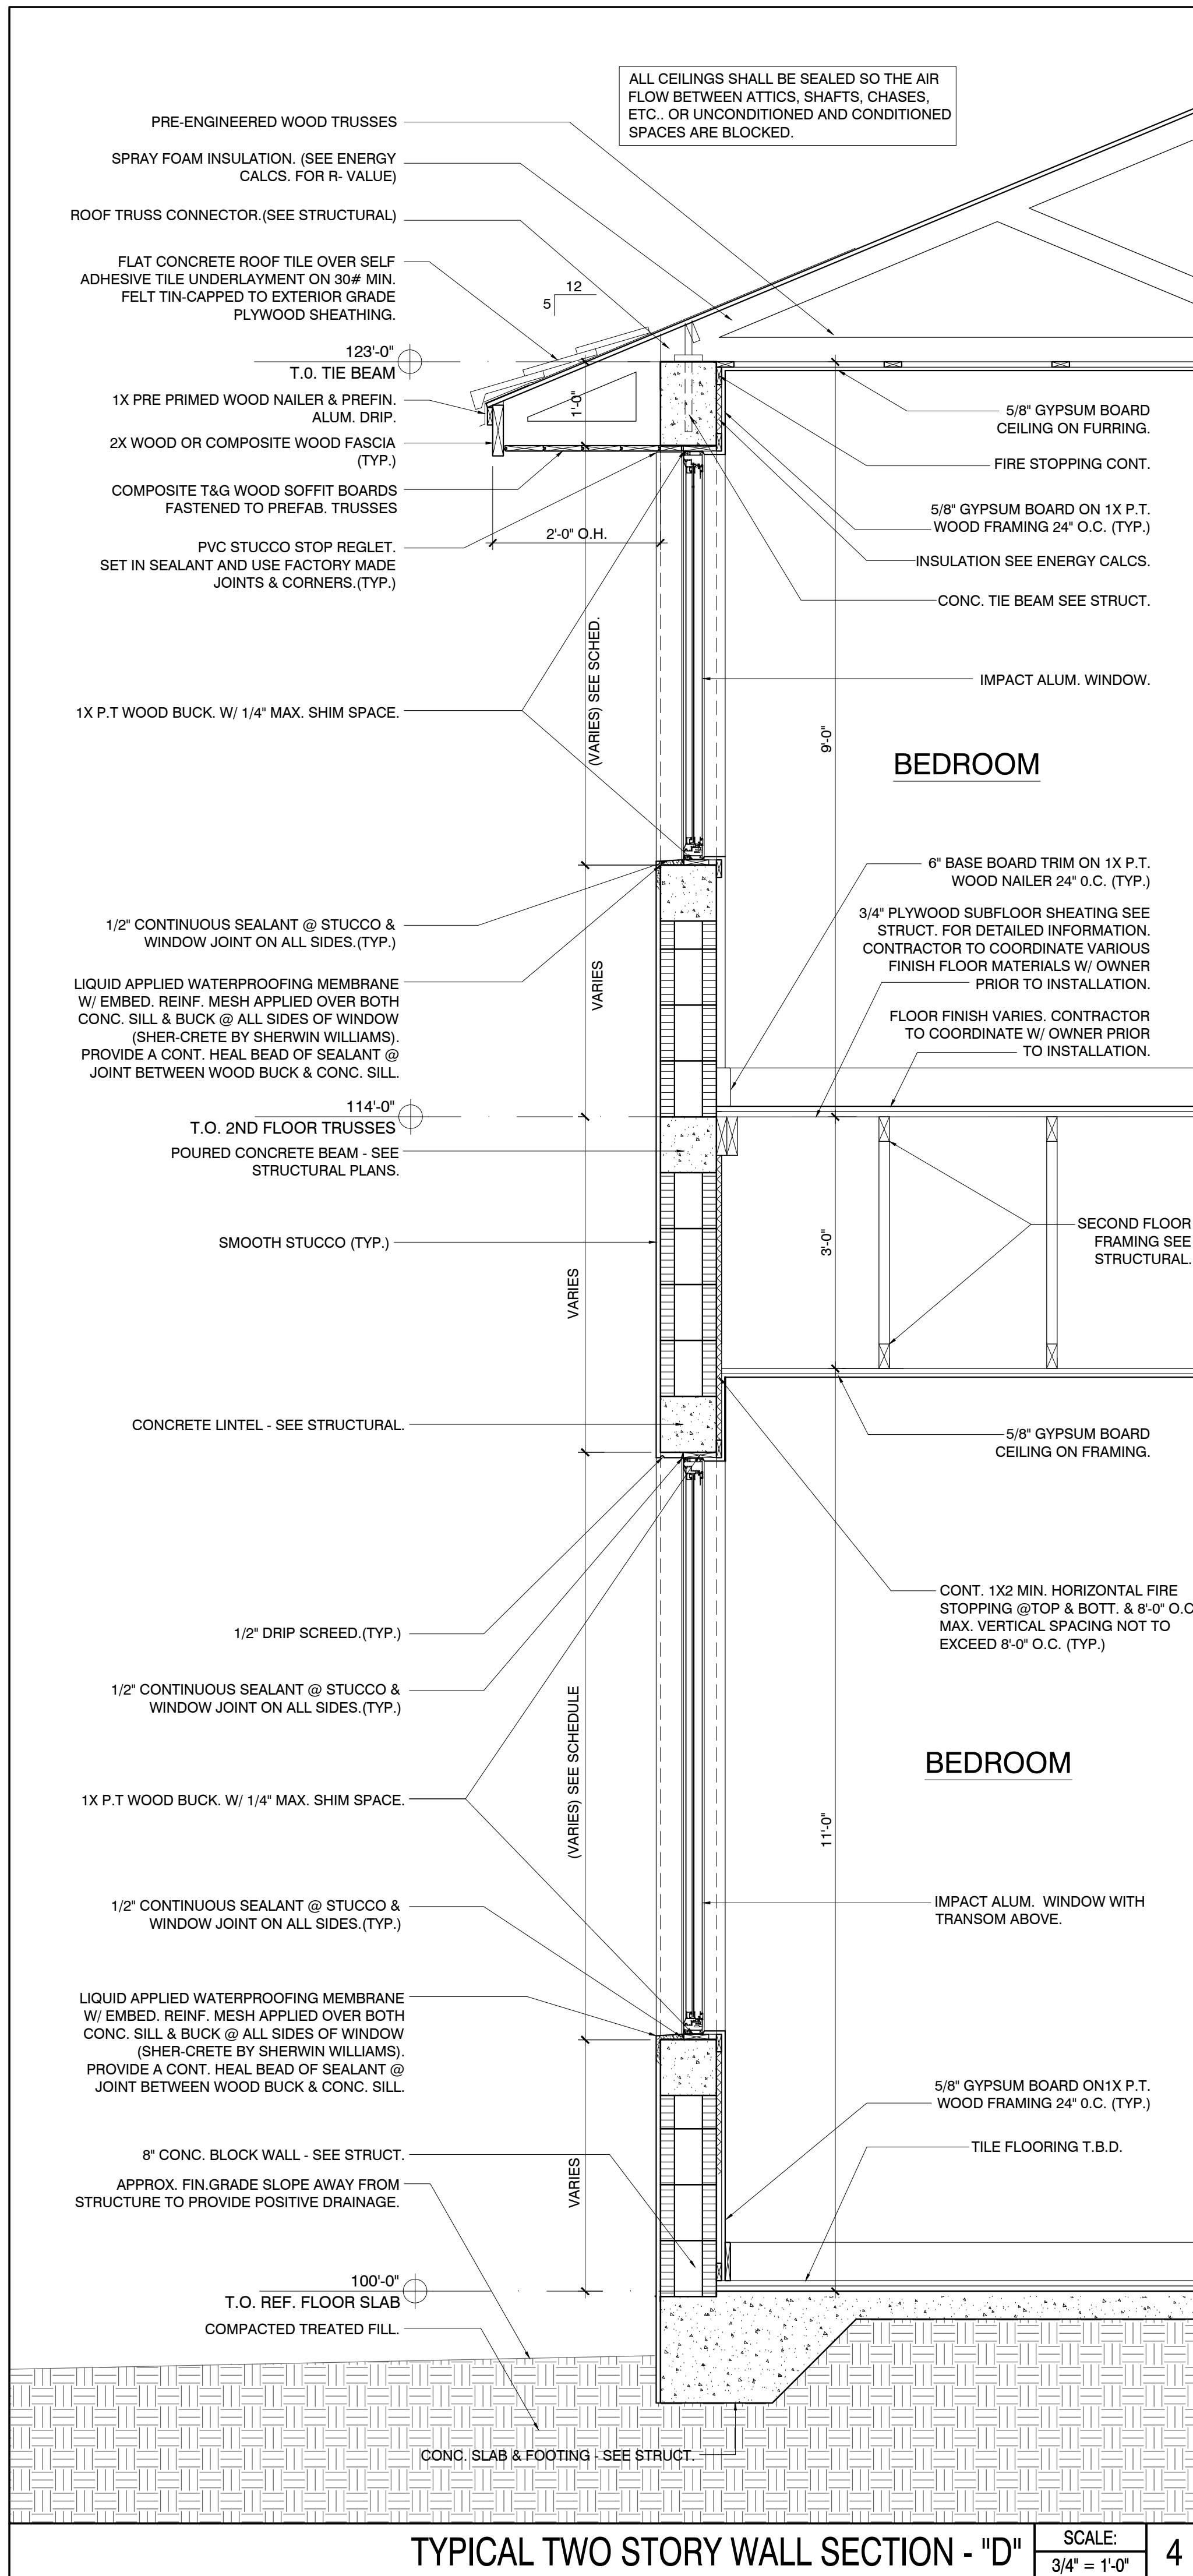 ALL CEILINGS SHALL BE SEALED SO THE AIR
FLOW BETWEEN ATTICS, SHAFTS, CHASES,
ETC.. OR UNCONDITIONED AND CONDITIONED
SPACES ARE BLOCKED.
PRE-ENGINEERED WOOD TRUSSES
SPRAY FOAM INSULATION. (SEE ENERGY
CALCS. FOR R- VALUE)
ROOF TRUSS CONNECTOR.(SEE STRUCTURAL)
FLAT CONCRETE ROOF TILE OVER SELF
ADHESIVE TILE UNDERLAYMENT ON 30# MIN.
FELT TIN-CAPPED TO EXTERIOR GRADE
PLYWOOD SHEATHING.
12
5
123'-0"
T.0. TIE BEAM
1'-0"
1X PRE PRIMED WOOD NAILER & PREFIN.
ALUM. DRIP.
2X WOOD OR COMPOSITE WOOD FASCIA
(TYP.)
COMPOSITE T&G WOOD SOFFIT BOARDS
FASTENED TO PREFAB. TRUSSES
2'-0" O.H.
PVC STUCCO STOP REGLET.
SET IN SEALANT AND USE FACTORY MADE
JOINTS & CORNERS.(TYP.)
5/8" GYPSUM BOARD
CEILING ON FURRING.
FIRE STOPPING CONT.
5/8" GYPSUM BOARD ON 1X P.T.
WOOD FRAMING 24" O.C. (TYP.)
INSULATION SEE ENERGY CALCS.
CONC. TIE BEAM SEE STRUCT.
(VARIES) SEE SCHED.
IMPACT ALUM. WINDOW.
1X P.T WOOD BUCK. W/ 1/4" MAX. SHIM SPACE.
9'-0"
BEDROOM
6" BASE BOARD TRIM ON 1X P.T.
WOOD NAILER 24" 0.C. (TYP.)
1/2" CONTINUOUS SEALANT @ STUCCO &
WINDOW JOINT ON ALL SIDES.(TYP.)
3/4" PLYWOOD SUBFLOOR SHEATING SEE
STRUCT. FOR DETAILED INFORMATION.
CONTRACTOR TO COORDINATE VARIOUS
FINISH FLOOR MATERIALS W/ OWNER
PRIOR TO INSTALLATION.
VARIES
LIQUID APPLIED WATERPROOFING MEMBRANE
W/ EMBED. REINF. MESH APPLIED OVER BOTH
CONC. SILL & BUCK @ ALL SIDES OF WINDOW
(SHER-CRETE BY SHERWIN WILLIAMS).
PROVIDE A CONT. HEAL BEAD OF SEALANT @
JOINT BETWEEN WOOD BUCK & CONC. SILL.
FLOOR FINISH VARIES. CONTRACTOR
TO COORDINATE W/ OWNER PRIOR
TO INSTALLATION.
114'-0"
T.O. 2ND FLOOR TRUSSES
POURED CONCRETE BEAM - SEE
STRUCTURAL PLANS.
SMOOTH STUCCO (TYP.)
VARIES
3'-0"
SECOND FLOOR
FRAMING SEE
STRUCTURAL.
CONCRETE LINTEL - SEE STRUCTURAL.
5/8" GYPSUM BOARD
CEILING ON FRAMING.
CONT. 1X2 MIN. HORIZONTAL FIRE
STOPPING @TOP & BOTT. & 8'-0" O.C
MAX. VERTICAL SPACING NOT TO
EXCEED 8'-0" O.C. (TYP.)
1/2" DRIP SCREED.(TYP.)
1/2" CONTINUOUS SEALANT @ STUCCO &
WINDOW JOINT ON ALL SIDES.(TYP.)
(VARIES) SEE SCHEDULE
BEDROOM
1X P.T WOOD BUCK. W/ 1/4" MAX. SHIM SPACE.
11'-0"
1/2" CONTINUOUS SEALANT @ STUCCO &
WINDOW JOINT ON ALL SIDES.(TYP.)
IMPACT ALUM. WINDOW WITH
TRANSOM ABOVE.
LIQUID APPLIED WATERPROOFING MEMBRANE
W/ EMBED. REINF. MESH APPLIED OVER BOTH
CONC. SILL & BUCK @ ALL SIDES OF WINDOW
(SHER-CRETE BY SHERWIN WILLIAMS).
PROVIDE A CONT. HEAL BEAD OF SEALANT @
JOINT BETWEEN WOOD BUCK & CONC. SILL.
5/8" GYPSUM BOARD ON1X P.T.
WOOD FRAMING 24" 0.C. (TYP.)
8" CONC. BLOCK WALL - SEE STRUCT.
TILE FLOORING T.B.D.
VARIES
APPROX. FIN.GRADE SLOPE AWAY FROM
STRUCTURE TO PROVIDE POSITIVE DRAINAGE.
100'-0"
T.O. REF. FLOOR SLAB
COMPACTED TREATED FILL.
CONC. SLAB & FOOTING - SEE STRUCT.
TYPICAL TWO STORY WALL SECTION - "D"
SCALE:
3/4" = 1'-0"
4